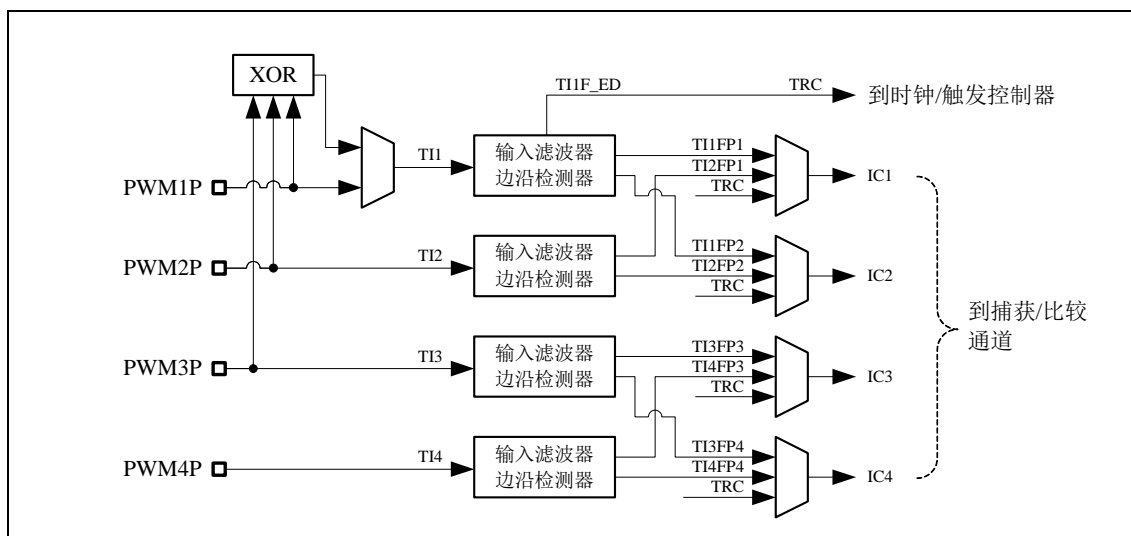 XOR
TI1F_ED
TRC
到时钟/触发控制器
PWM1P
TI1
输入滤波器
边沿检测器
TI1FP1
TI2FP1
TRC
IC1
PWM2P
TI2
输入滤波器
边沿检测器
TI1FP2
TI2FP2
TRC
IC2
到捕获/比较
通道
PWM3P
TI3
输入滤波器
边沿检测器
TI3FP3
TI4FP3
TRC
IC3
PWM4P
TI4
输入滤波器
边沿检测器
TI3FP4
TI4FP4
TRC
IC4